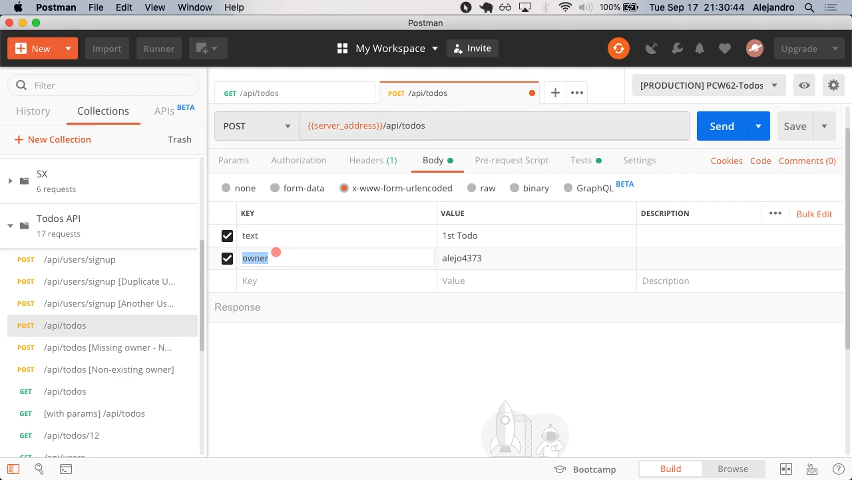 Postman File Edit View Window Help 100% Tue Sep 17 21:30:44 Alejandro
Postman
New Import Runner My Workspace Invite Upgrade
Filter
GET /api/todos POST /api/todos [PRODUCTION] PCW62-Todos
History Collections APIs BETA
POST {{server_address}}/api/todos Send Save
New Collection Trash
Params Authorization Headers (1) Body Pre-request Script Tests Settings Cookies Code Comments (0)
SX
6 requests
none form-data x-www-form-urlencoded raw binary GraphQL BETA
KEY VALUE DESCRIPTION Bulk Edit
Todos API
17 requests
text 1st Todo
owner alejo4373
Key Value Description
POST /api/users/signup
POST /api/users/signup [Duplicate U...
POST /api/users/signup [Another Us...
Response
POST /api/todos
POST /api/todos [Missing owner - N...
POST /api/todos [Non-existing owner]
GET /api/todos
GET [with params] /api/todos
GET /api/todos/12
GET /api/users
Bootcamp Build Browse